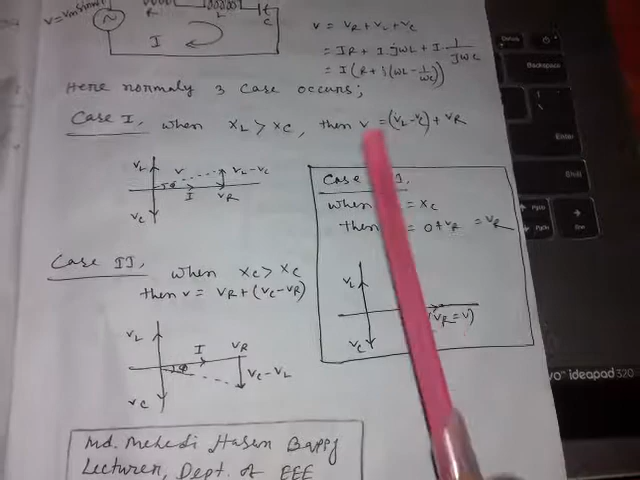 V=Vmsinωt
R L C
I
V = VR + VL + VC
= IR + I.jωL + I.1/jωC
= I(R + j(ωL - 1/ωC))
Here normaly 3 case occurs;
Case I, when XL > XC, then V = (VL-VC) + VR
VL V VL-VC
φ I VR
VC
Case II, when XC > XC
then V = VR + (VC-VR)
VL I VR
φ
VC VC-VL
Case I,
when = XC
then = 0 + VR = VR
VL
(VR = V)
VC
Md. Mehedi Hasan Bappy
Lecturer, Dept. of EEE
Backspace
Enter
Shift
PgUp
PgDn
ideapad 320